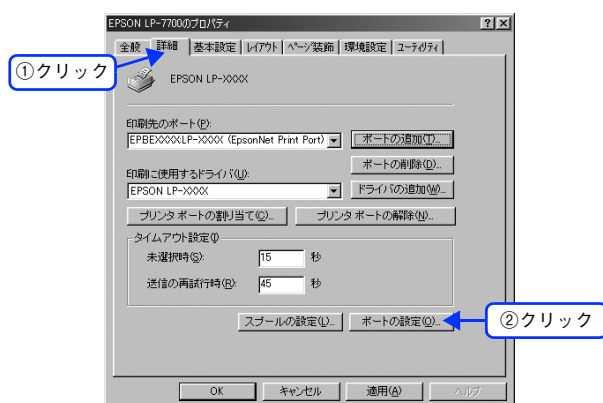 EPSON LP-7700のプロパティ
全般 詳細 基本設定 レイアウト ページ装飾 環境設定 ユーティリティ
①クリック
EPSON LP-XXXX
印刷先のポート(P):
EPBEXXXX:LP-XXXX (EpsonNet Print Port) ポートの追加(T)...
ポートの削除(D)...
印刷に使用するドライバ(U):
EPSON LP-XXXX ドライバの追加(W)...
プリンタ ポートの割り当て(C)... プリンタ ポートの解除(N)...
タイムアウト設定(I)
未選択時(S): 15 秒
送信の再試行時(R): 45 秒
スプールの設定(L)... ポートの設定(O)... ②クリック
OK キャンセル 適用(A) ヘルプ